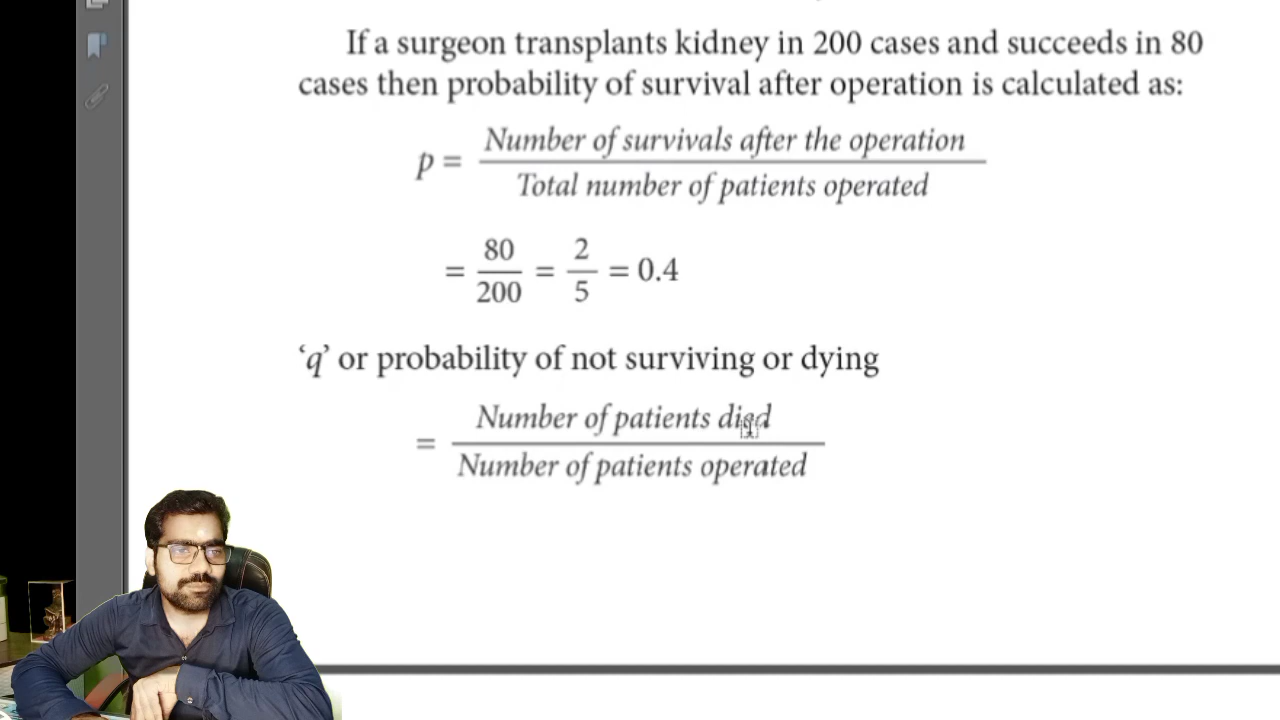 If a surgeon transplants kidney in 200 cases and succeeds in 80
cases then probability of survival after operation is calculated as:
p = Number of survivals after the operation / Total number of patients operated
= 80/200 = 2/5 = 0.4
‘q’ or probability of not surviving or dying
= Number of patients died / Number of patients operated